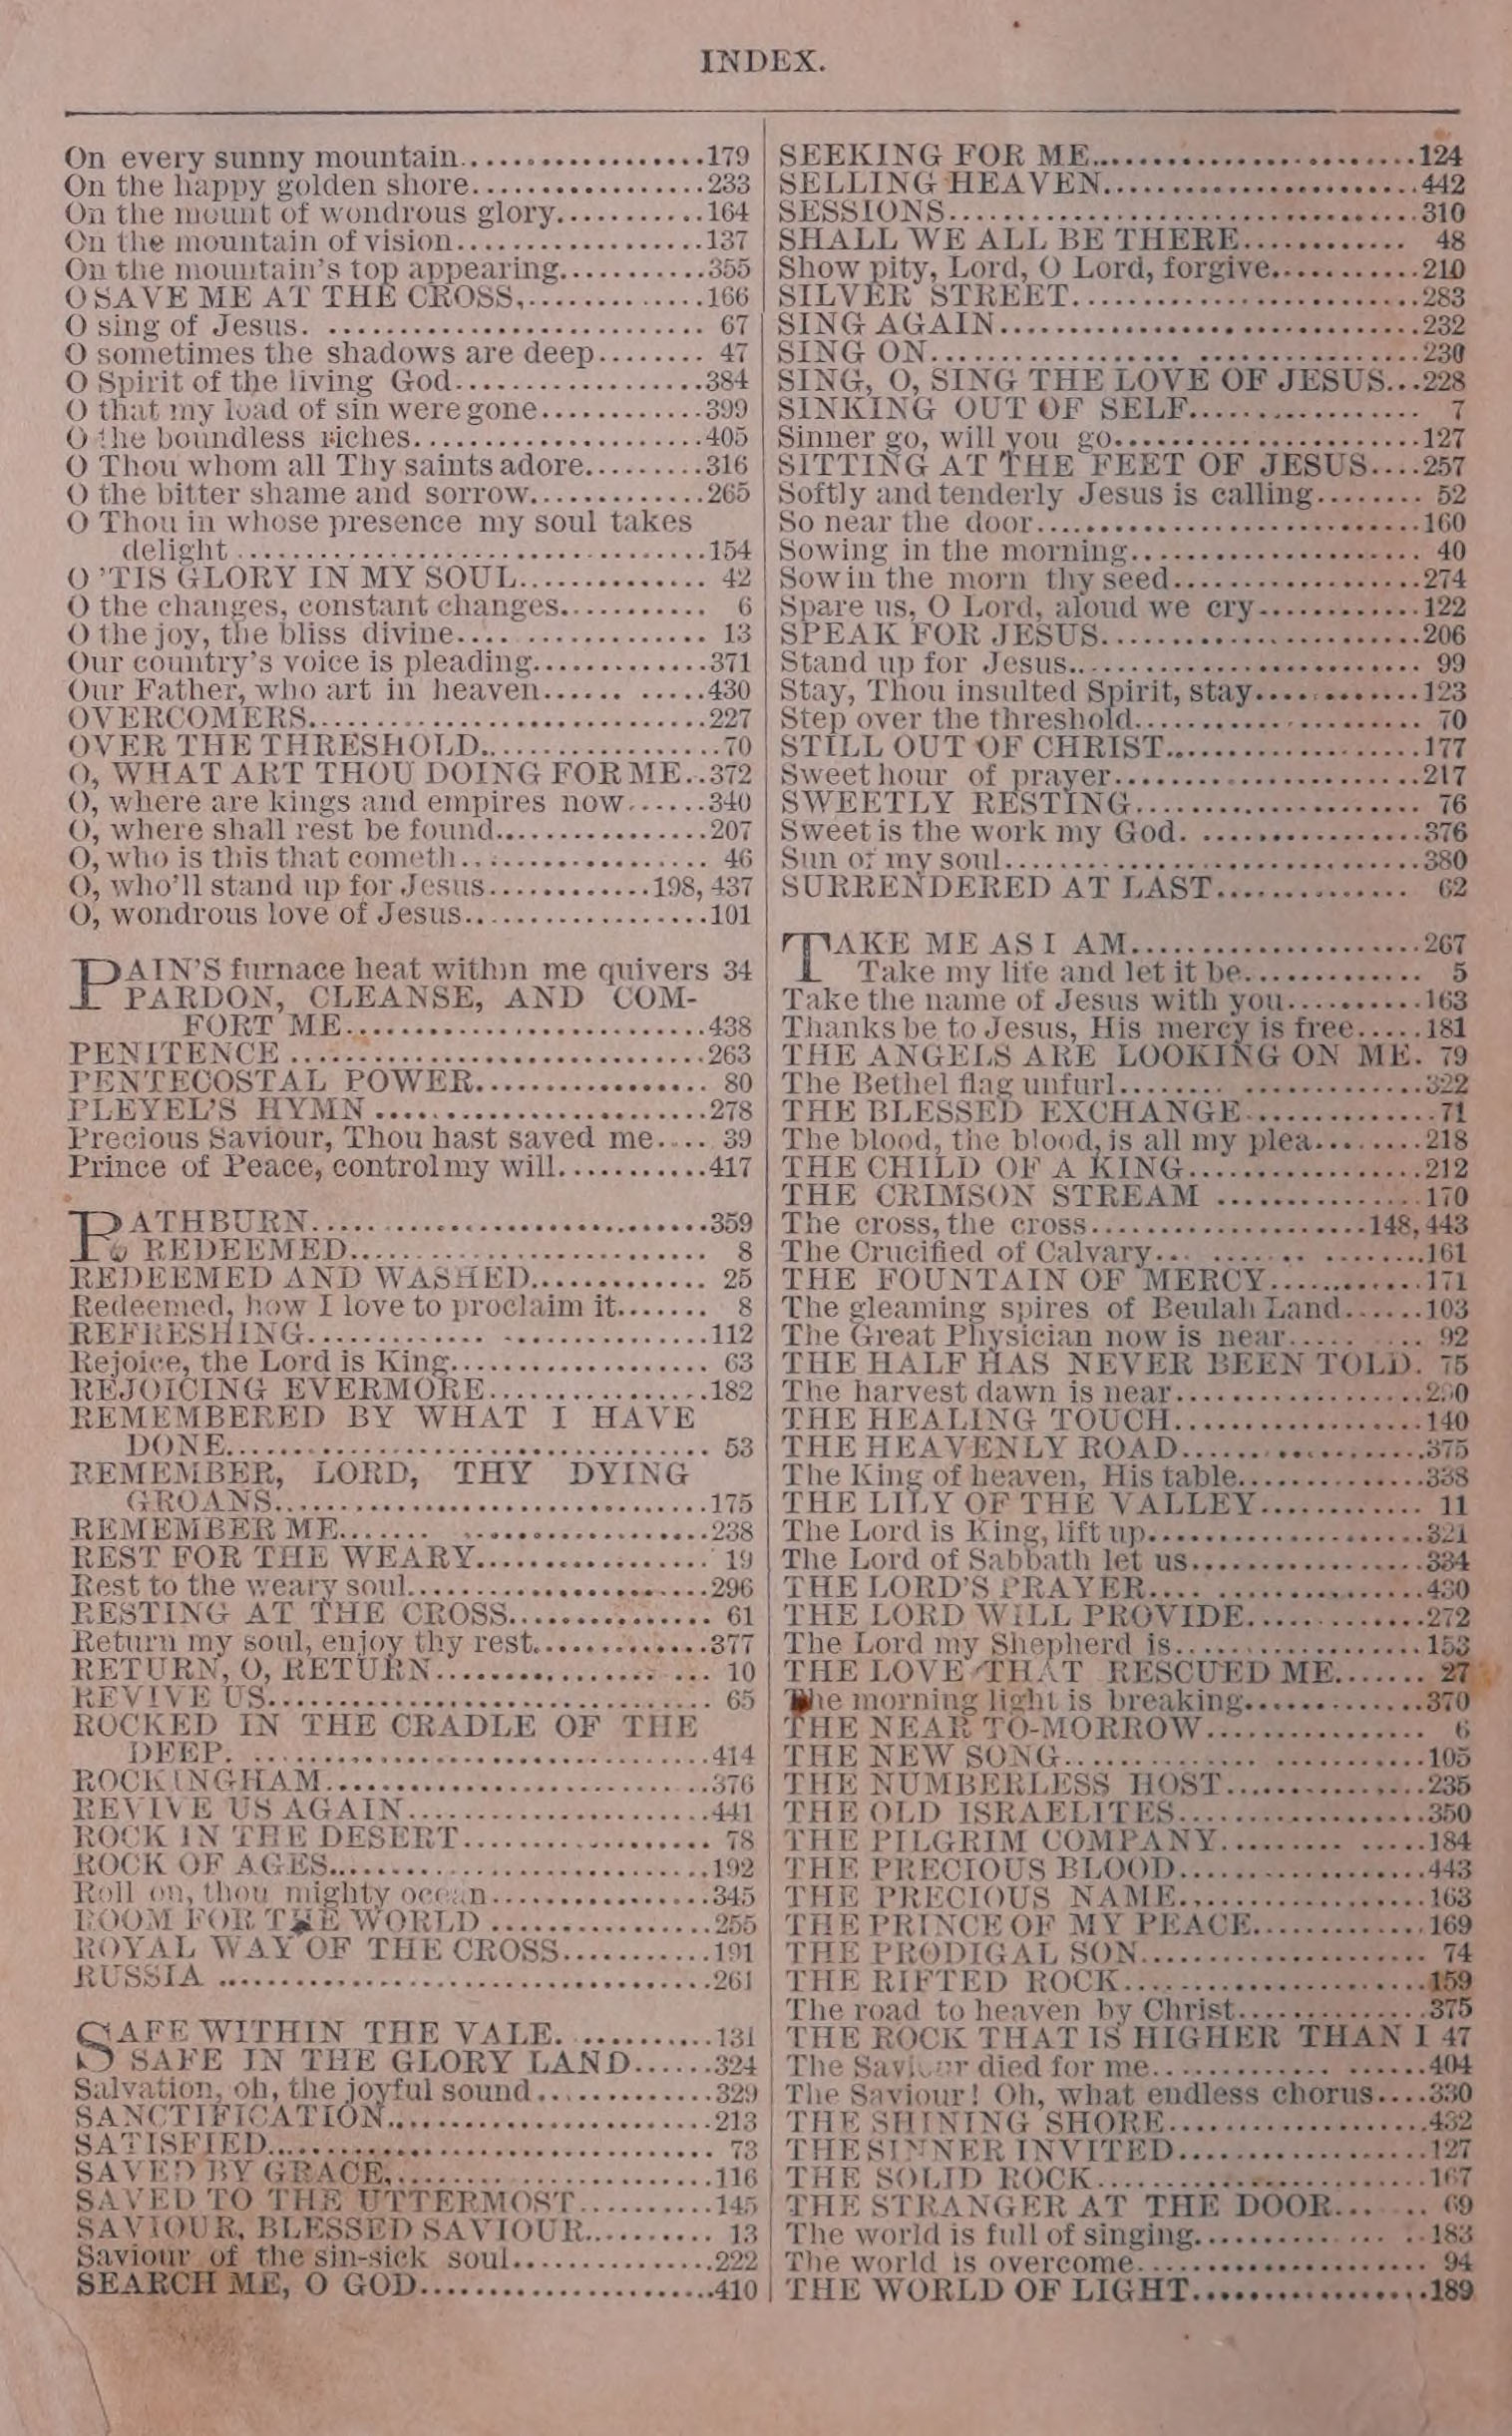 INDEX.
On every sunny mountain..................179
On the happy golden shore..................233
On the mount of wondrous glory...........164
On the mountain of vision..................137
On the mountain's top appearing...........355
O SAVE ME AT THE CROSS,..............166
O sing of Jesus. ........................... 67
O sometimes the shadows are deep........ 47
O Spirit of the living God..................384
O that my load of sin were gone............399
O the boundless riches.....................405
O Thou whom all Thy saints adore.........316
O the bitter shame and sorrow.............265
O Thou in whose presence my soul takes
delight..................................154
O 'TIS GLORY IN MY SOUL.............. 42
O the changes, constant changes........... 6
O the joy, the bliss divine.................. 13
Our country's voice is pleading.............371
Our Father, who art in heaven...... .....430
OVERCOMERS.............................227
OVER THE THRESHOLD..................70
O, WHAT ART THOU DOING FOR ME..372
O, where are kings and empires now......340
O, where shall rest be found................207
O, who is this that cometh.................. 46
O, who'll stand up for Jesus............198, 437
O, wondrous love of Jesus..................101
PAIN'S furnace heat within me quivers 34
PARDON, CLEANSE, AND COM-
FORT ME...........................438
PENITENCE ..............................263
PENTECOSTAL POWER................. 80
PLEYEL'S HYMN ........................278
Precious Saviour, Thou hast saved me.... 39
Prince of Peace, control my will...........417
RATHBURN.............................359
REDEEMED.......................... 8
REDEEMED AND WASHED............. 25
Redeemed, how I love to proclaim it....... 8
REFRESHING............. ...............112
Rejoice, the Lord is King................... 63
REJOICING EVERMORE................182
REMEMBERED BY WHAT I HAVE
DONE.................................. 53
REMEMBER, LORD, THY DYING
GROANS................................175
REMEMBER ME....... ..................238
REST FOR THE WEARY................. 19
Rest to the weary soul......................296
RESTING AT THE CROSS............... 61
Return my soul, enjoy thy rest.............377
RETURN, O, RETURN.................... 10
REVIVE US................................ 65
ROCKED IN THE CRADLE OF THE
DEEP. .................................414
ROCKINGHAM............................376
REVIVE US AGAIN......................441
ROCK IN THE DESERT.................. 78
ROCK OF AGES...........................192
Roll on, thou mighty ocean................345
ROOM FOR THE WORLD ................255
ROYAL WAY OF THE CROSS...........191
RUSSIA ...................................261
SAFE WITHIN THE VALE. ...........131
SAFE IN THE GLORY LAND......324
Salvation, oh, the joyful sound.............329
SANCTIFICATION.......................213
SATISFIED................................ 73
SAVED BY GRACE,......................116
SAVED TO THE UTTERMOST..........145
SAVIOUR, BLESSED SAVIOUR.......... 13
Saviour of the sin-sick soul...............222
SEARCH ME, O GOD.....................410
SEEKING FOR ME.......................124
SELLING HEAVEN.......................442
SESSIONS..................................310
SHALL WE ALL BE THERE............ 48
Show pity, Lord, O Lord, forgive...........210
SILVER STREET.........................283
SING AGAIN..............................232
SING ON.................. ...............230
SING, O, SING THE LOVE OF JESUS...228
SINKING OUT OF SELF................. 7
Sinner go, will you go......................127
SITTING AT THE FEET OF JESUS....257
Softly and tenderly Jesus is calling........ 52
So near the door............................160
Sowing in the morning..................... 40
Sow in the morn thy seed..................274
Spare us, O Lord, aloud we cry............122
SPEAK FOR JESUS.......................206
Stand up for Jesus......................... 99
Stay, Thou insulted Spirit, stay............123
Step over the threshold.................... 70
STILL OUT OF CHRIST..................177
Sweet hour of prayer.......................217
SWEETLY RESTING..................... 76
Sweet is the work my God. ................376
Sun of my soul..............................380
SURRENDERED AT LAST.............. 62
TAKE ME AS I AM.....................267
Take my life and let it be............. 5
Take the name of Jesus with you..........163
Thanks be to Jesus, His mercy is free.....181
THE ANGELS ARE LOOKING ON ME. 79
The Bethel flag unfurl........ .............322
THE BLESSED EXCHANGE..............71
The blood, the blood, is all my plea........218
THE CHILD OF A KING.................212
THE CRIMSON STREAM ...............170
The cross, the cross....................148, 443
The Crucified of Calvary... ....... ........161
THE FOUNTAIN OF MERCY...........171
The gleaming spires of Beulah Land......103
The Great Physician now is near..... .... 92
THE HALF HAS NEVER BEEN TOLD. 75
The harvest dawn is near..................290
THE HEALING TOUCH..................140
THE HEAVENLY ROAD.................375
The King of heaven, His table.............338
THE LILY OF THE VALLEY............ 11
The Lord is King, lift up...................321
The Lord of Sabbath let us.................334
THE LORD'S PRAYER.... ..............430
THE LORD WILL PROVIDE.............272
The Lord my Shepherd is..................153
THE LOVE THAT RESCUED ME....... 27
The morning light is breaking.............370
THE NEAR TO-MORROW................ 6
THE NEW SONG............. ............105
THE NUMBERLESS HOST...............235
THE OLD ISRAELITES..................350
THE PILGRIM COMPANY......... .....184
THE PRECIOUS BLOOD.................443
THE PRECIOUS NAME.................163
THE PRINCE OF MY PEACE............169
THE PRODIGAL SON.................... 74
THE RIFTED ROCK......................159
The road to heaven by Christ..............375
THE ROCK THAT IS HIGHER THAN I 47
The Saviour died for me............. ......404
The Saviour! Oh, what endless chorus....330
THE SHINING SHORE...................432
THE SINNER INVITED..................127
THE SOLID ROCK........................167
THE STRANGER AT THE DOOR....... 69
The world is full of singing............. ..183
The world is overcome..................... 94
THE WORLD OF LIGHT.................189